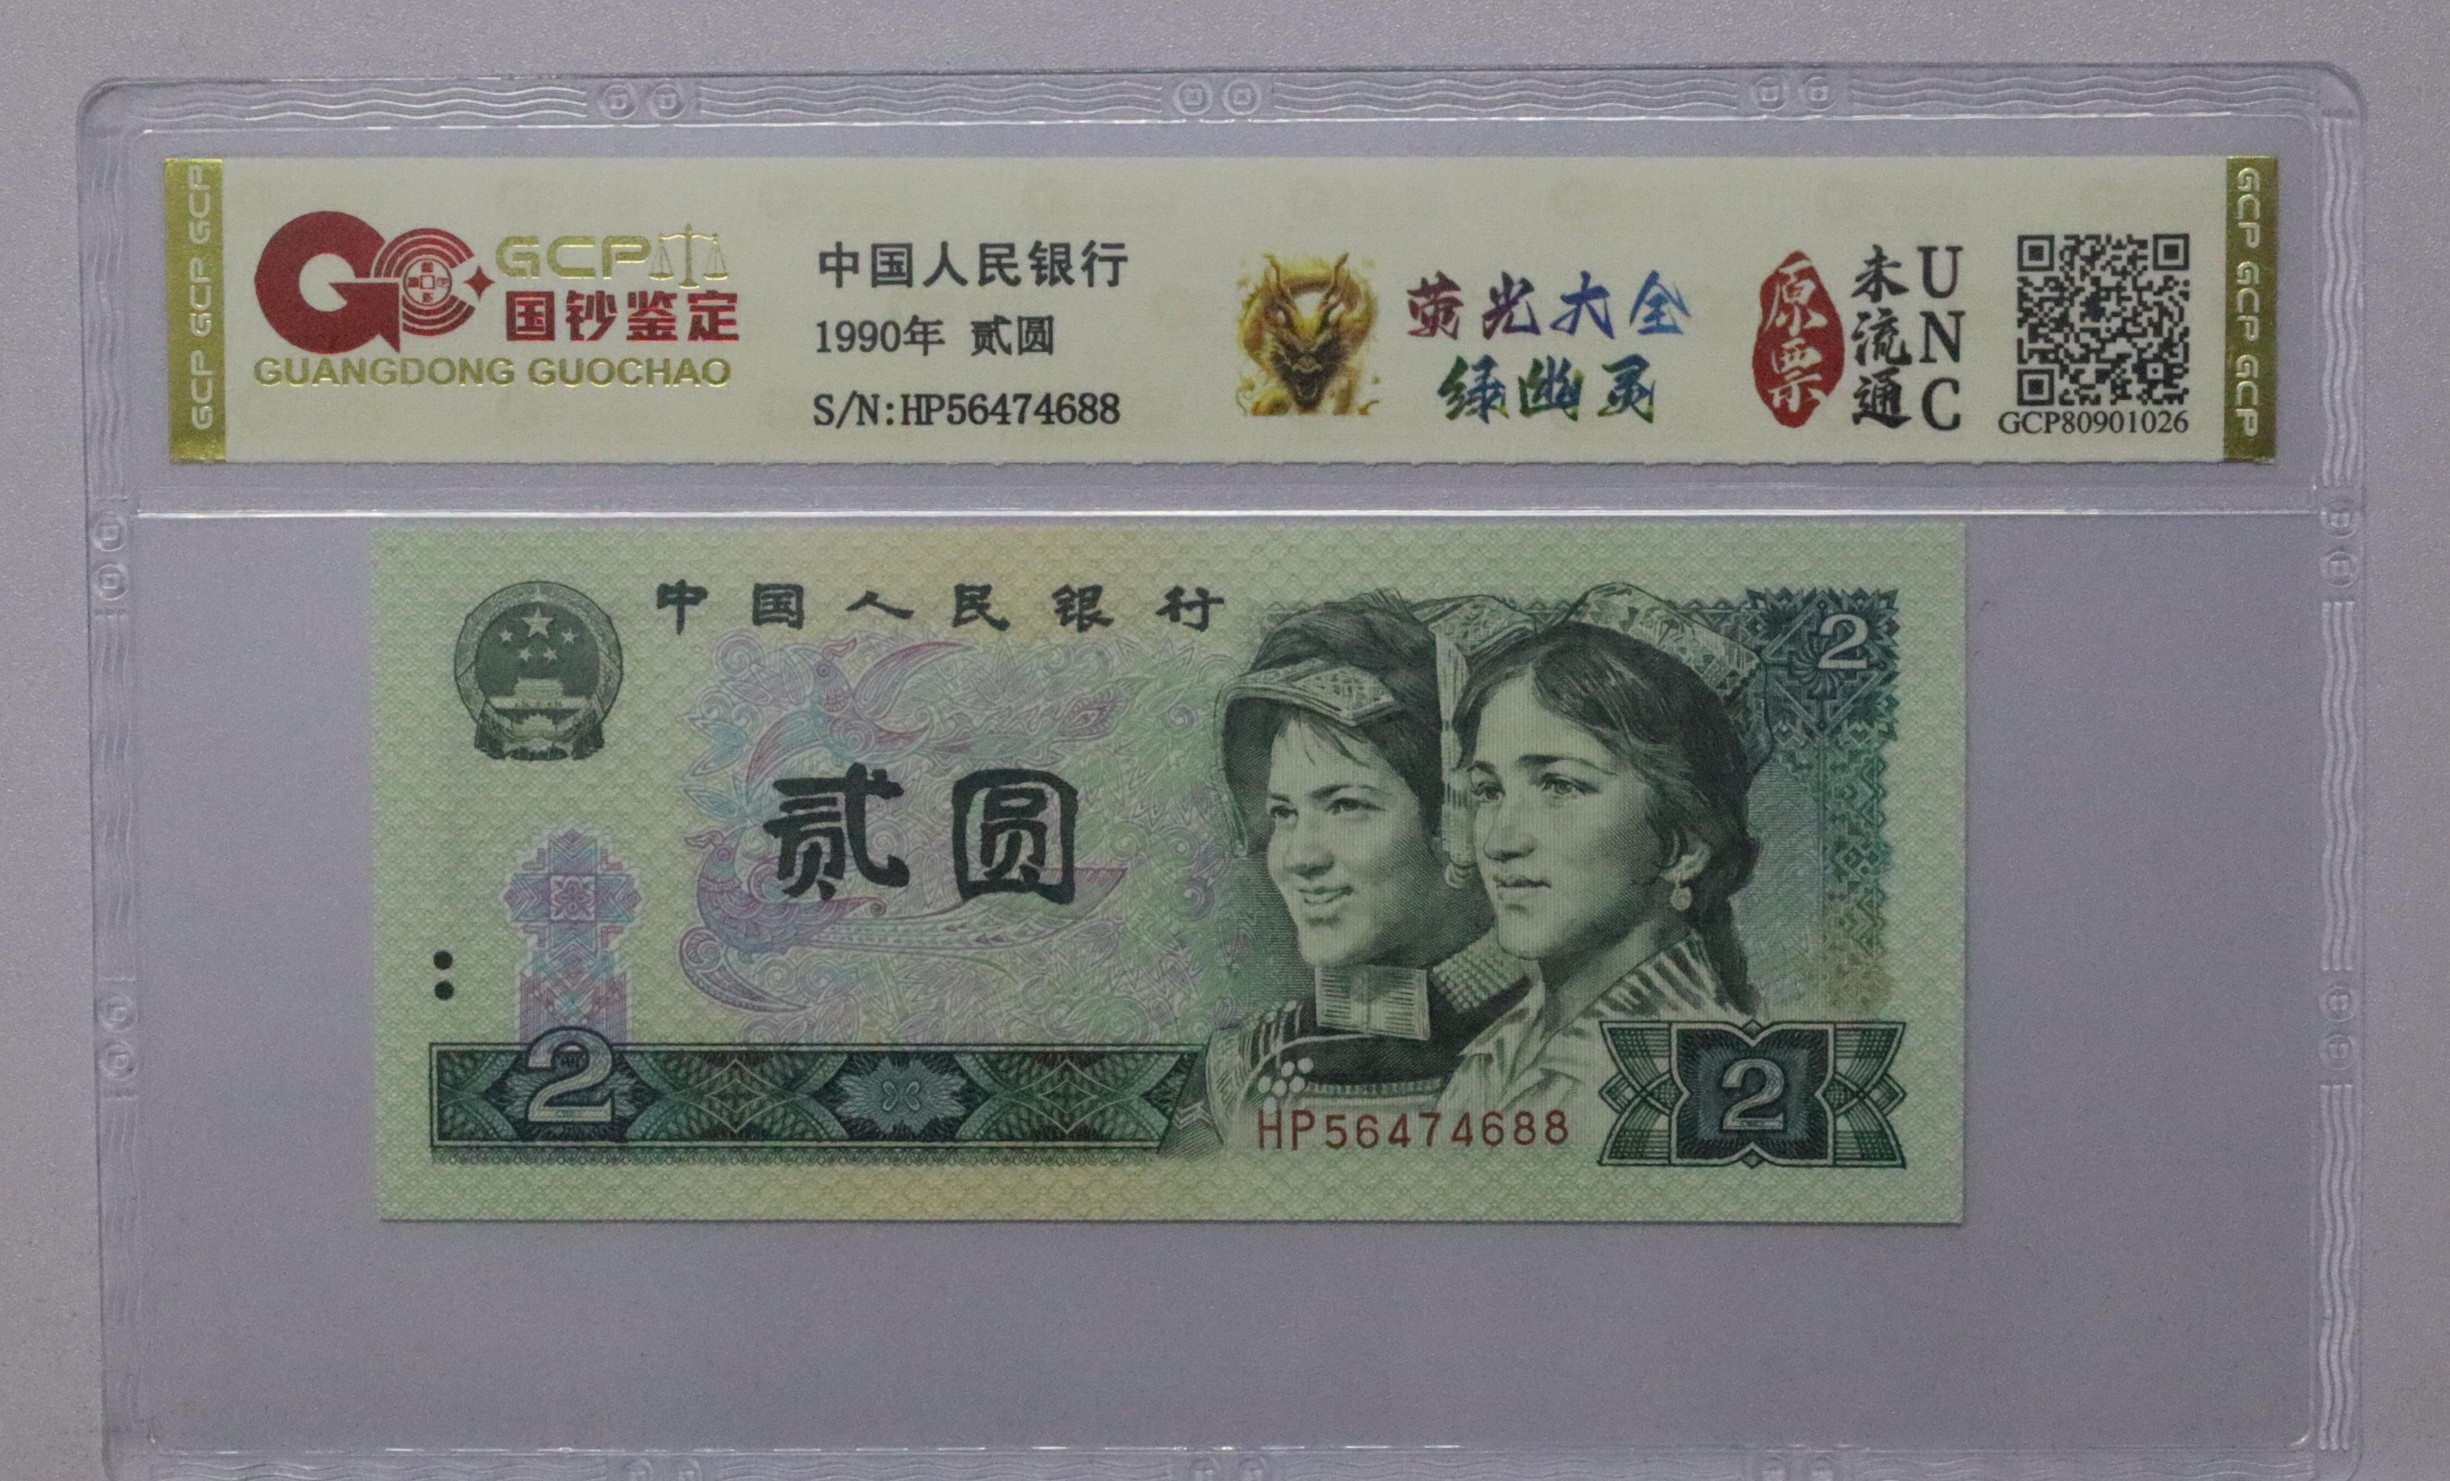 GCP GCP GCP
GCP
国钞鉴定
GUANGDONG GUOCHAO
中国人民银行
1990年 贰圆
S/N:HP56474688
荧光大全
绿幽灵
原票
未流通
UNC
GCP80901026
GCP GCP GCP
中国人民银行
2
贰圆
2
HP56474688
2